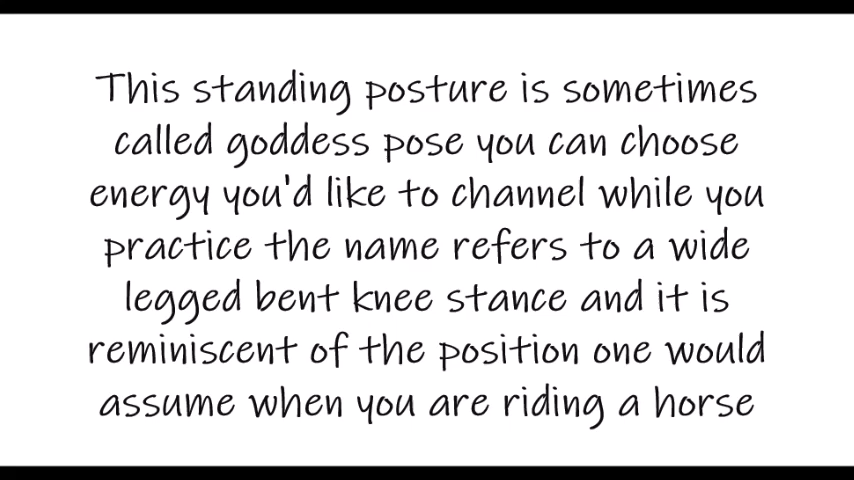 This standing posture is sometimes
called goddess pose you can choose
energy you'd like to channel while you
practice the name refers to a wide
legged bent knee stance and it is
reminiscent of the position one would
assume when you are riding a horse